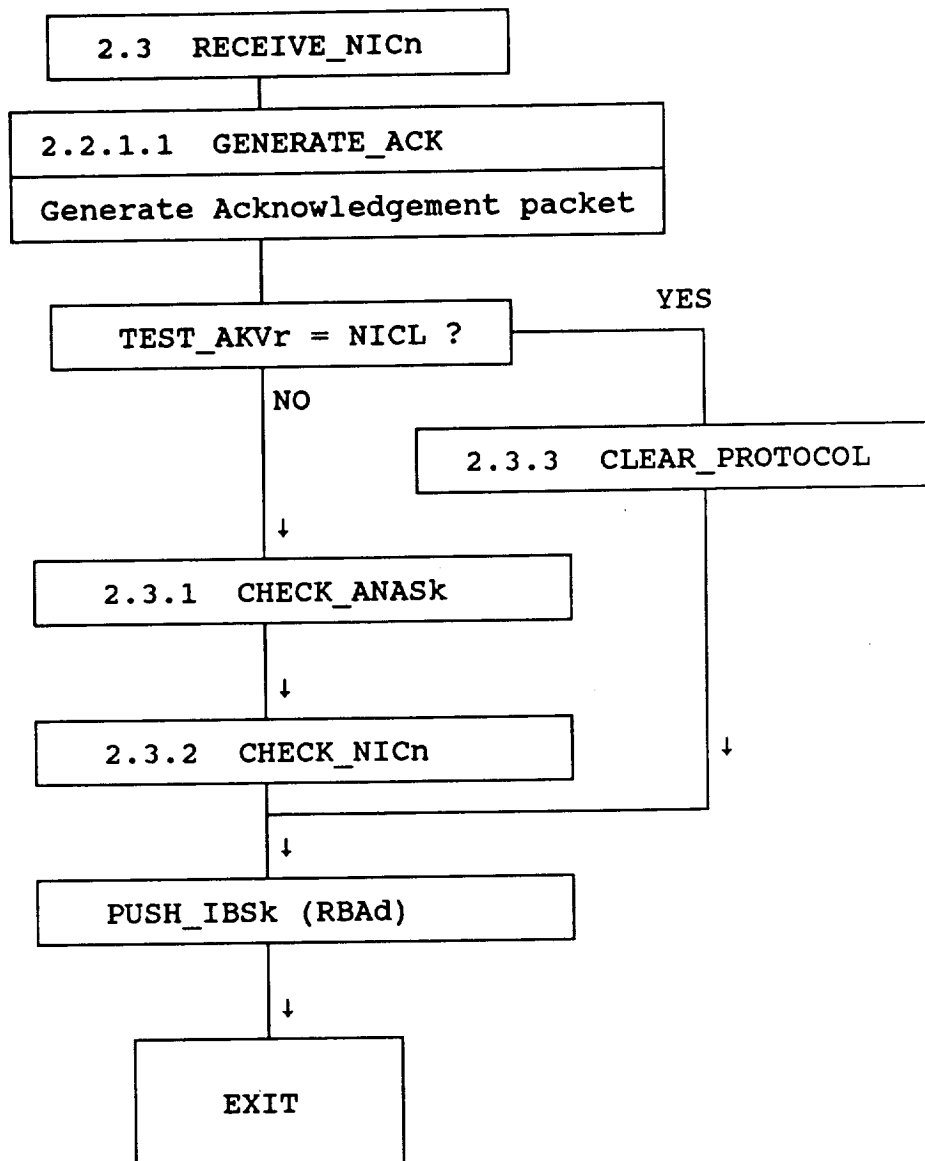 2.3 RECEIVE_NICn
2.2.1.1 GENERATE_ACK
Generate Acknowledgement packet
YES
TEST_AKVr = NICL ?
NO
2.3.3 CLEAR_PROTOCOL
2.3.1 CHECK_ANASk
2.3.2 CHECK_NICn
PUSH_IBSk (RBAd)
EXIT